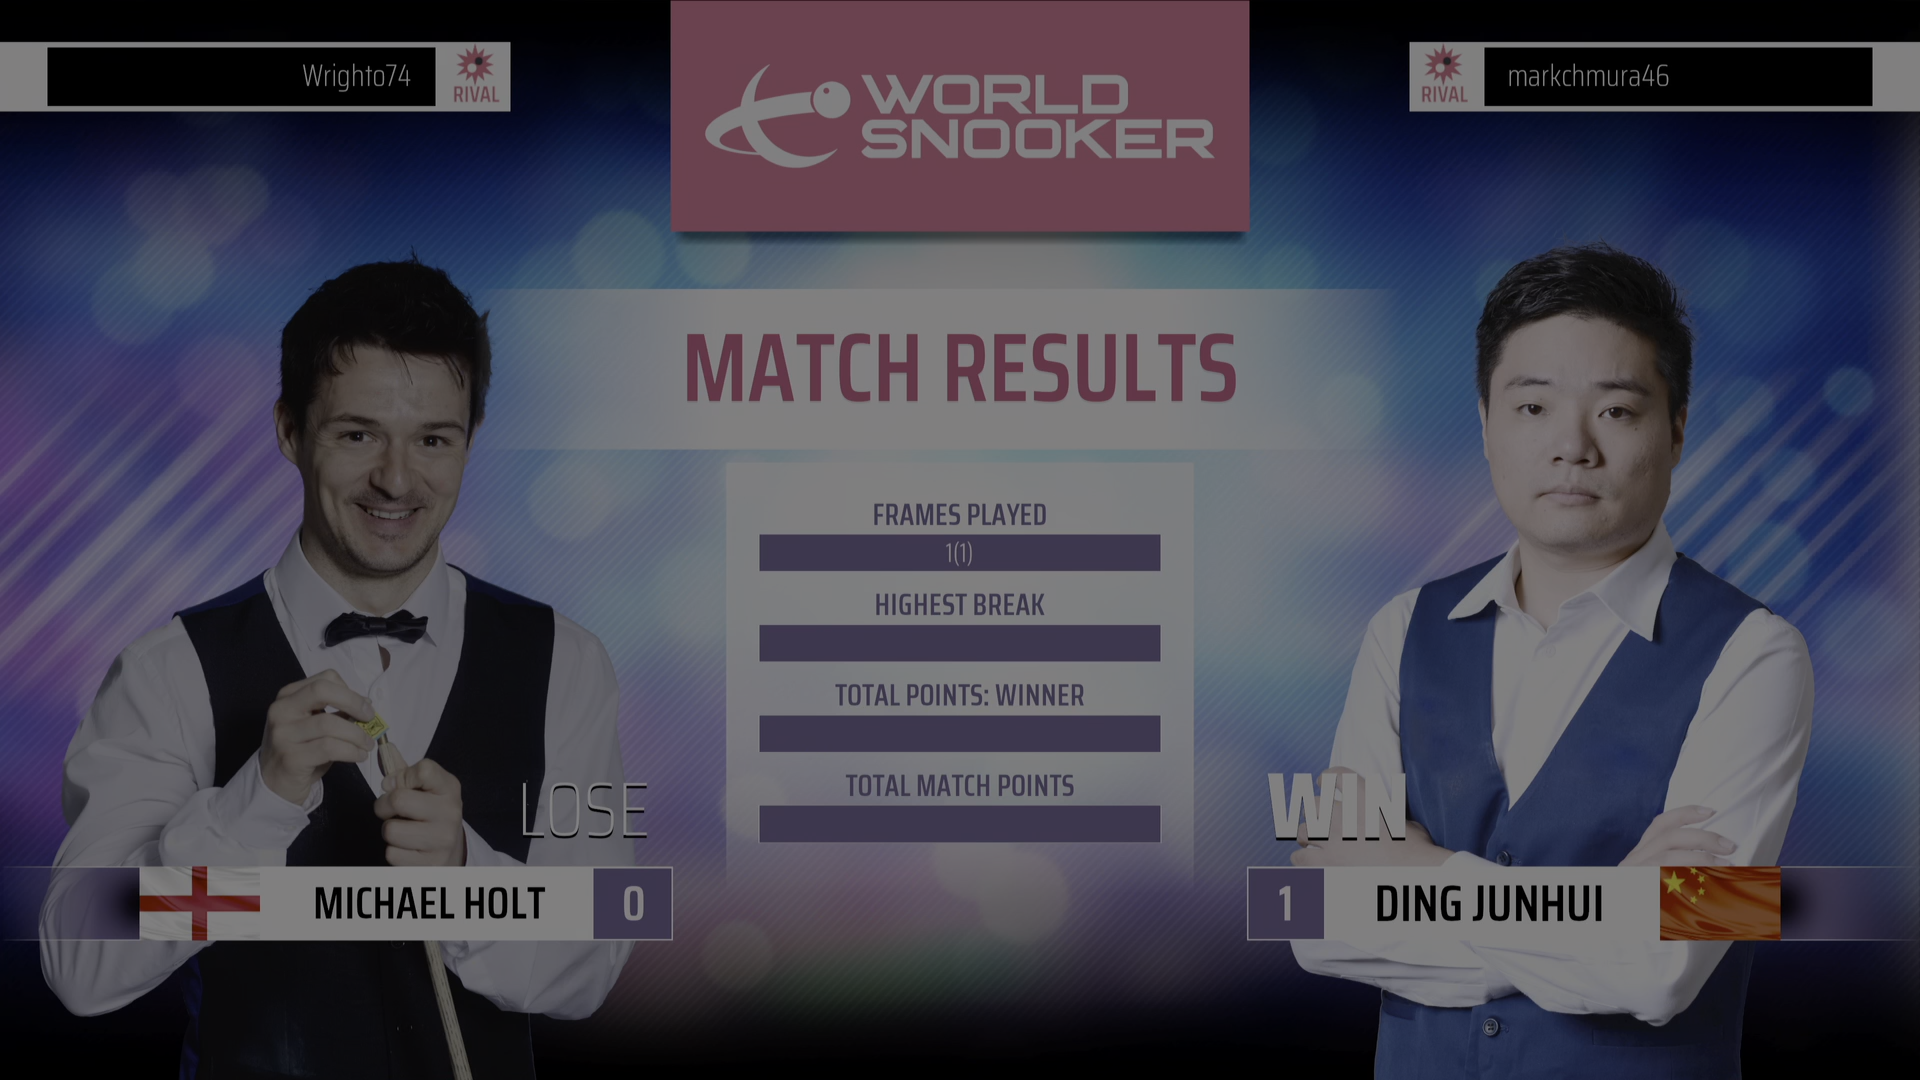 Wrighto74
RIVAL
WORLD
SNOOKER
RIVAL
markchmura46
MATCH RESULTS
FRAMES PLAYED
1(1)
HIGHEST BREAK
TOTAL POINTS: WINNER
TOTAL MATCH POINTS
LOSE
WIN
MICHAEL HOLT 0
1 DING JUNHUI